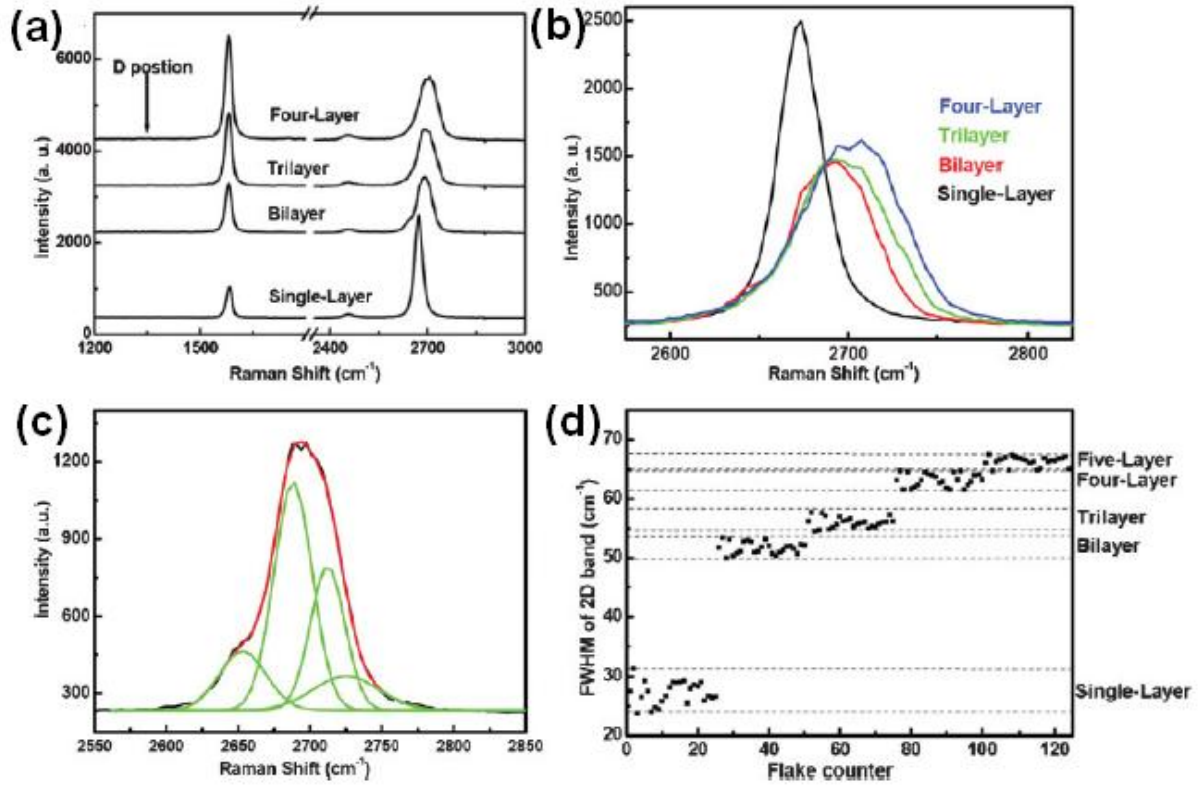 (a)
6000
4000
2000
0
Intensity (a. u.)
D postion
Four-Layer
Trilayer
Bilayer
Single-Layer
1200 1500 2400 2700 3000
Raman Shift (cm-1)
(b)
2500
2000
1500
1000
500
Intensity (a. u.)
Four-Layer
Trilayer
Bilayer
Single-Layer
2600 2700 2800
Raman Shift (cm-1)
(c)
1200
900
600
300
Intensity (a.u.)
2550 2600 2650 2700 2750 2800 2850
Raman Shift (cm-1)
(d)
70
60
50
40
30
20
FWHM of 2D band (cm-1)
Five-Layer
Four-Layer
Trilayer
Bilayer
Single-Layer
0 20 40 60 80 100 120
Flake counter